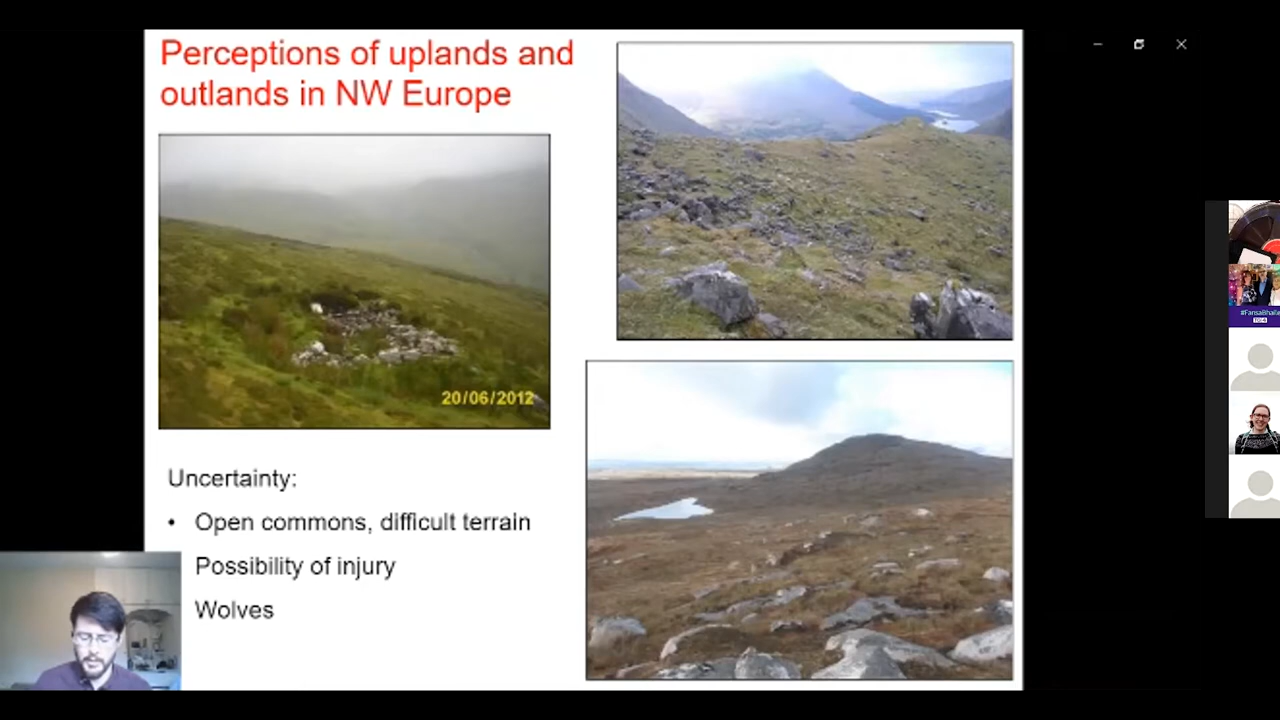 Perceptions of uplands and
outlands in NW Europe
20/06/2012
Uncertainty:
• Open commons, difficult terrain
Possibility of injury
Wolves